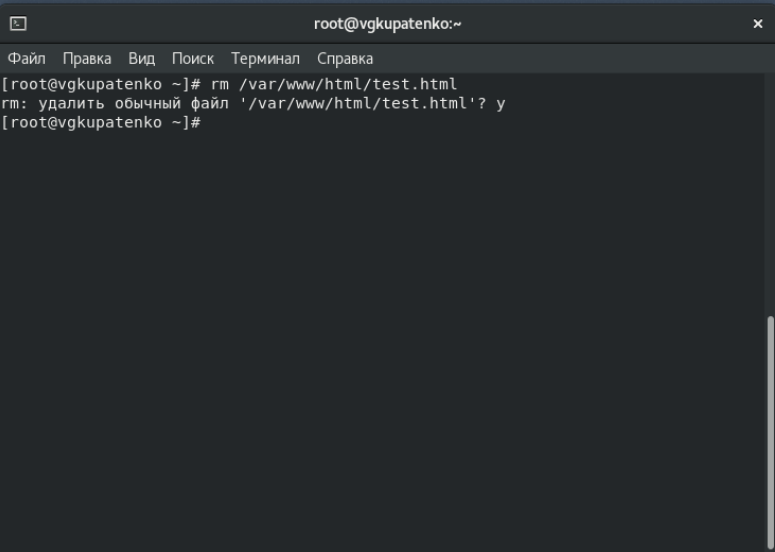 root@vgkupatenko:~
Файл Правка Вид Поиск Терминал Справка
[root@vgkupatenko ~]# rm /var/www/html/test.html
rm: удалить обычный файл '/var/www/html/test.html'? y
[root@vgkupatenko ~]#